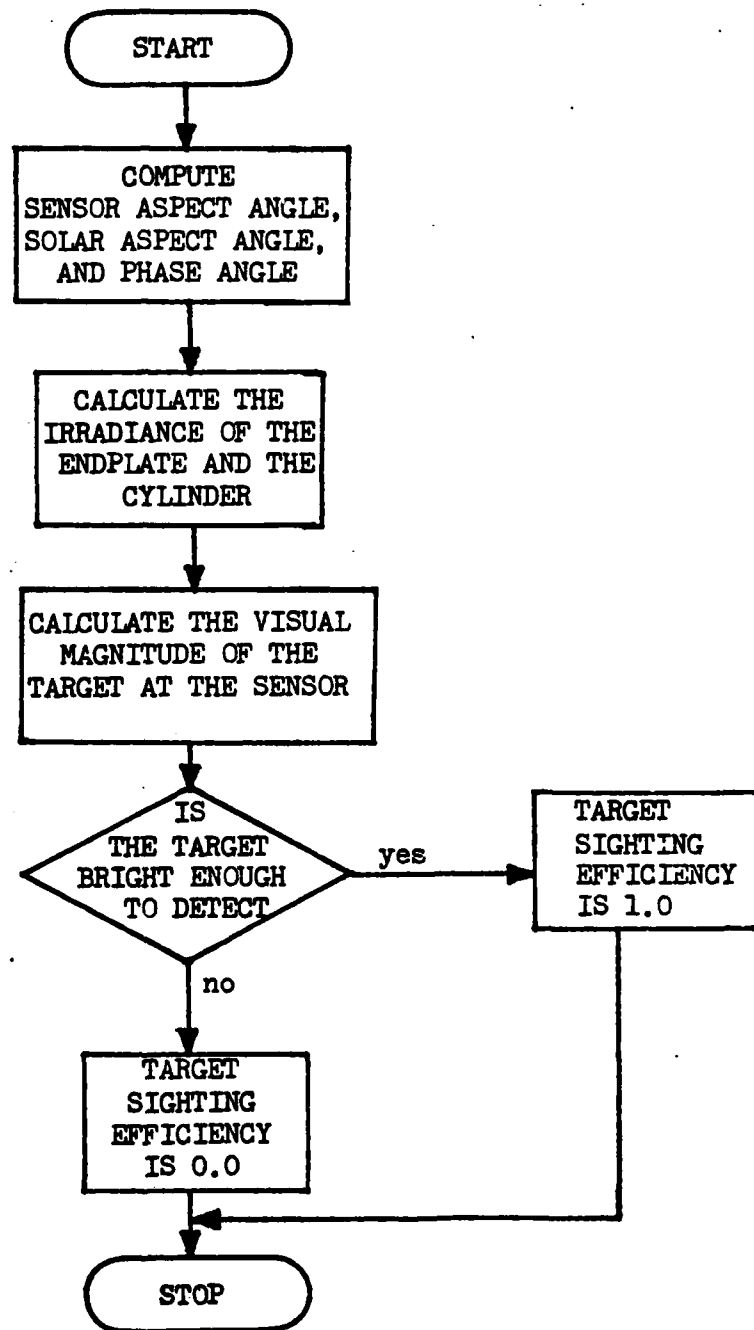 START
COMPUTE
SENSOR ASPECT ANGLE,
SOLAR ASPECT ANGLE,
AND PHASE ANGLE
CALCULATE THE
IRRADIANCE OF THE
ENDPLATE AND THE
CYLINDER
CALCULATE THE VISUAL
MAGNITUDE OF THE
TARGET AT THE SENSOR
IS
THE TARGET
BRIGHT ENOUGH
TO DETECT
yes
TARGET
SIGHTING
EFFICIENCY
IS 1.0
no
TARGET
SIGHTING
EFFICIENCY
IS 0.0
STOP